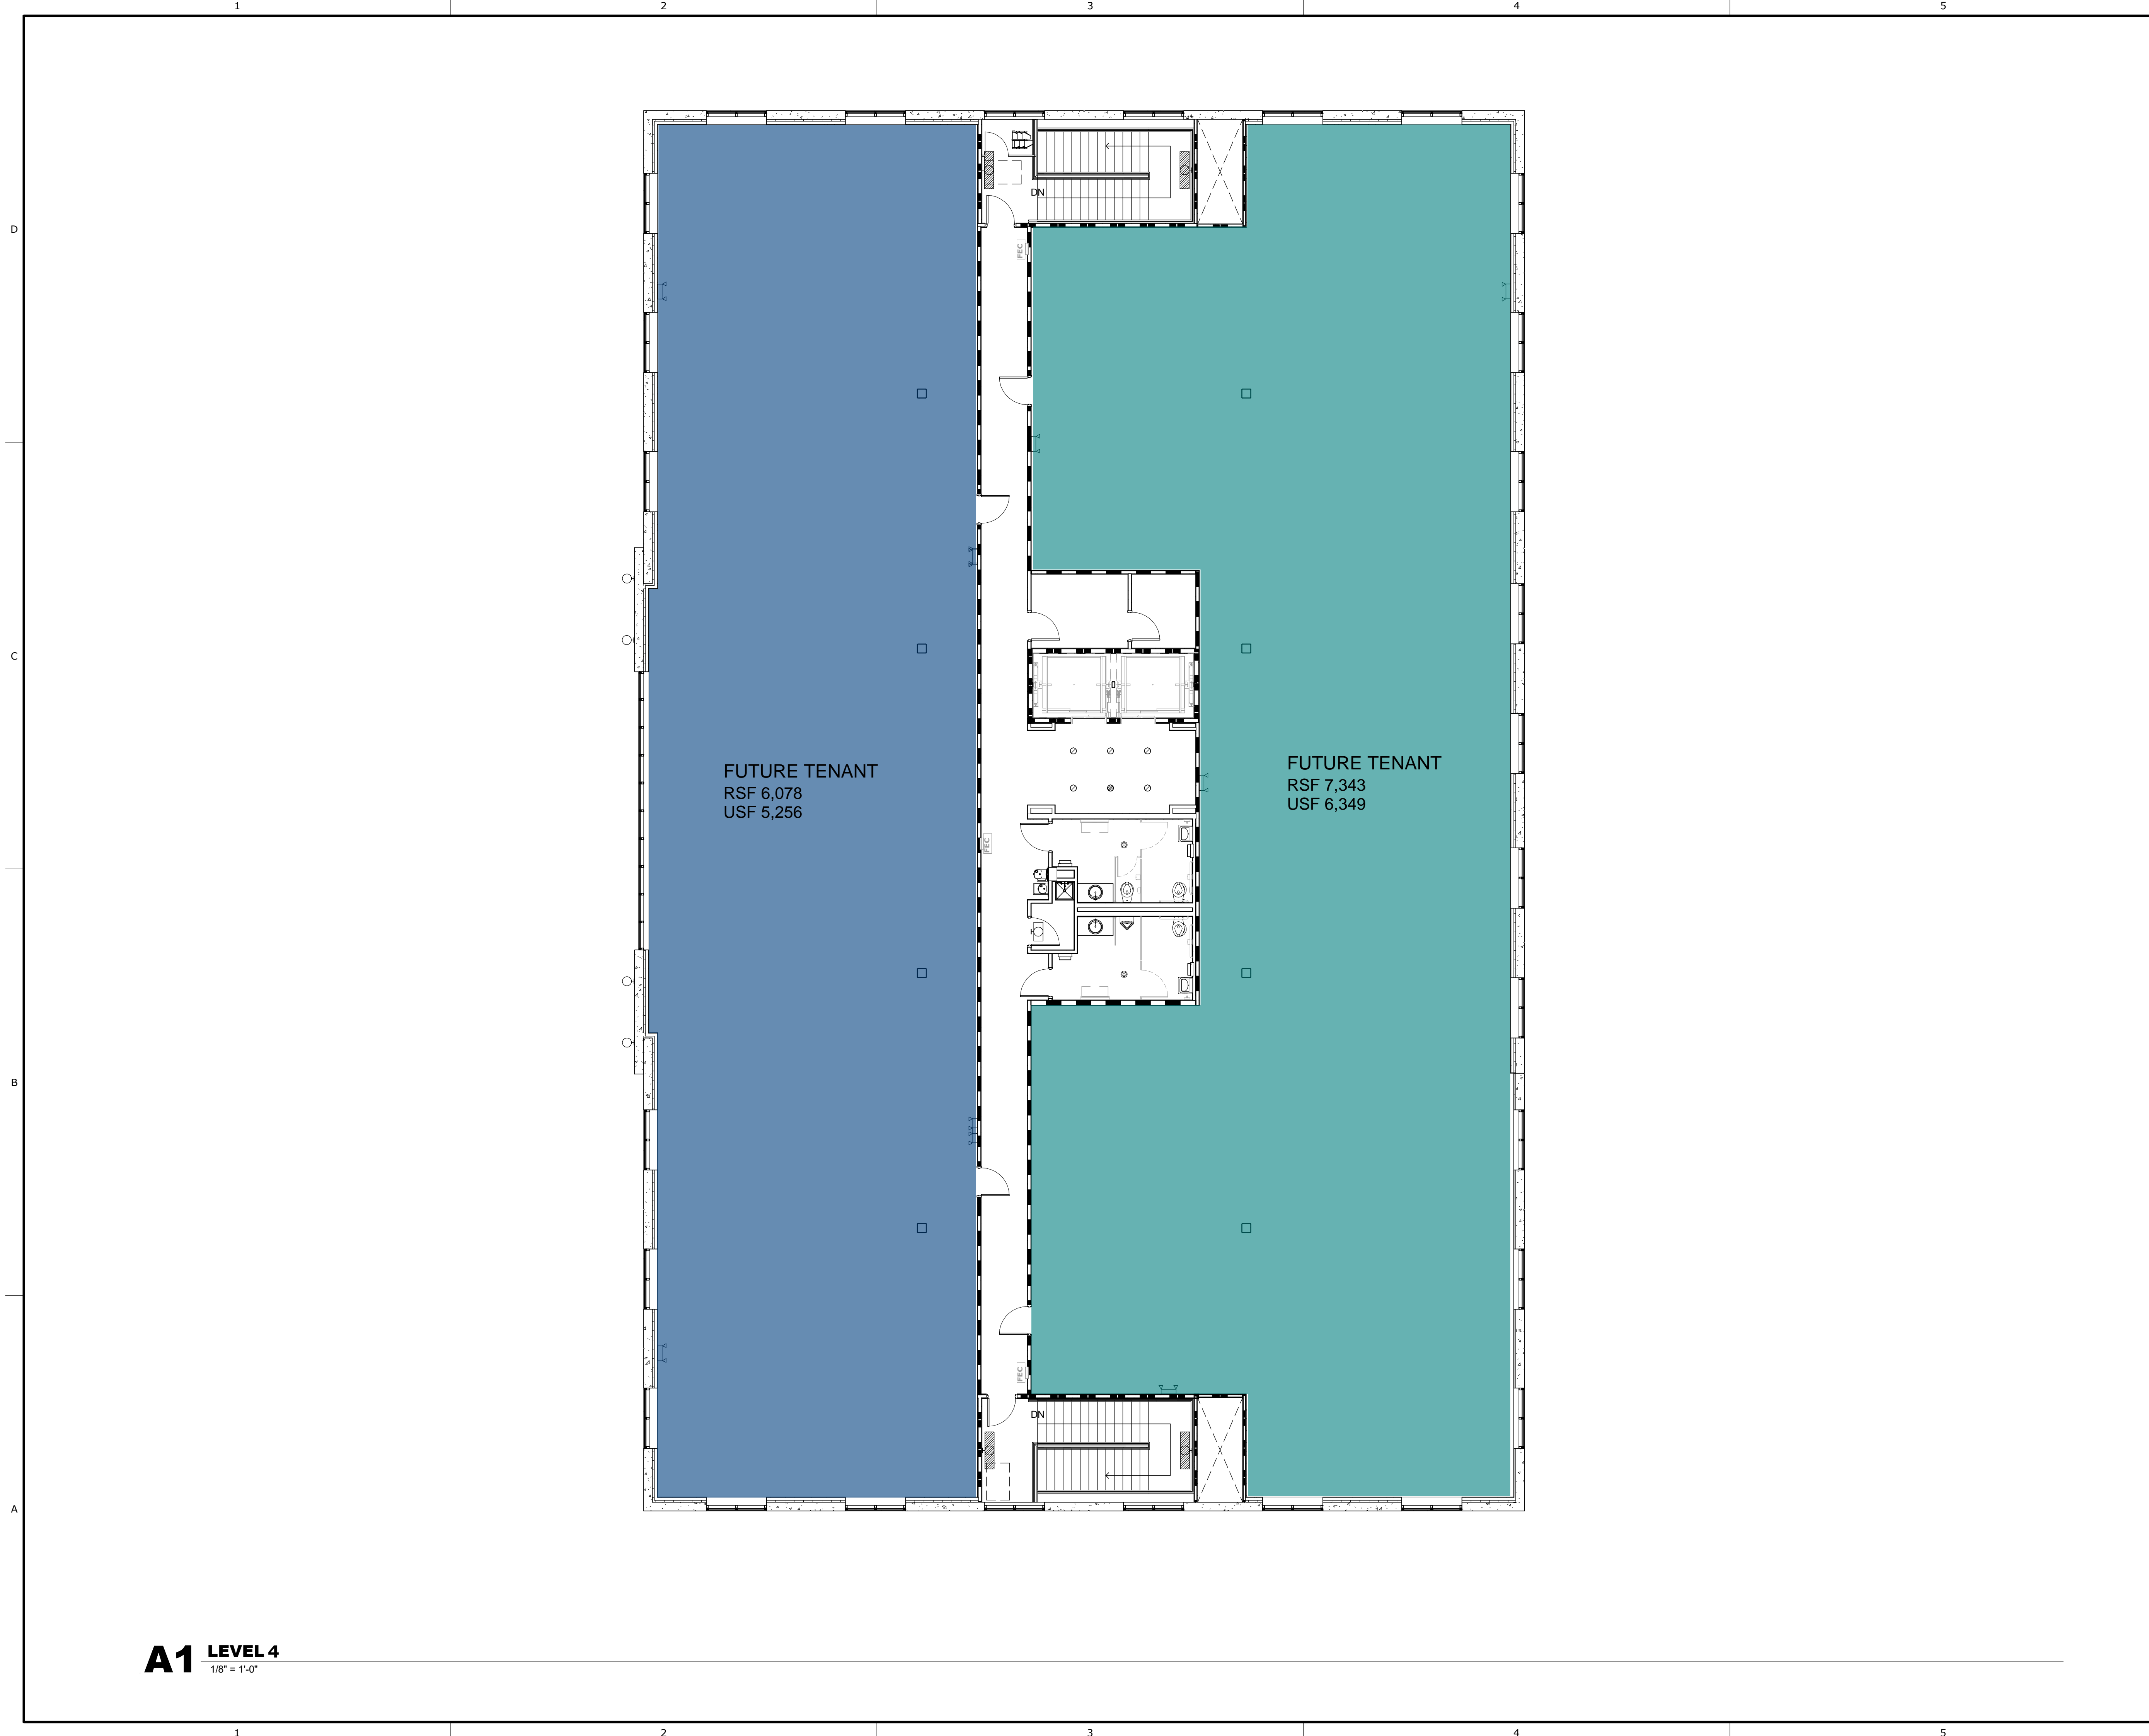 1 2 3 4 5
D
DN
FEC
C
FUTURE TENANT
RSF 6,078
USF 5,256
FUTURE TENANT
RSF 7,343
USF 6,349
FEC
B
FEC
DN
A
A1 LEVEL 4
1/8" = 1'-0"
1 2 3 4 5